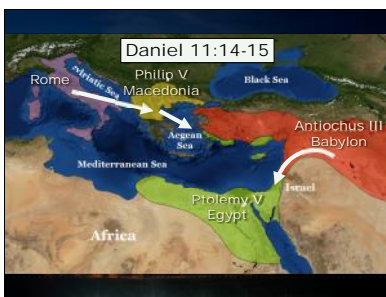 Daniel 11:14-15
Rome
Adriatic Sea
Philip V
Macedonia
Black Sea
Aegean
Sea
Antiochus III
Babylon
Mediterranean Sea
Israel
Ptolemy V
Egypt
Africa